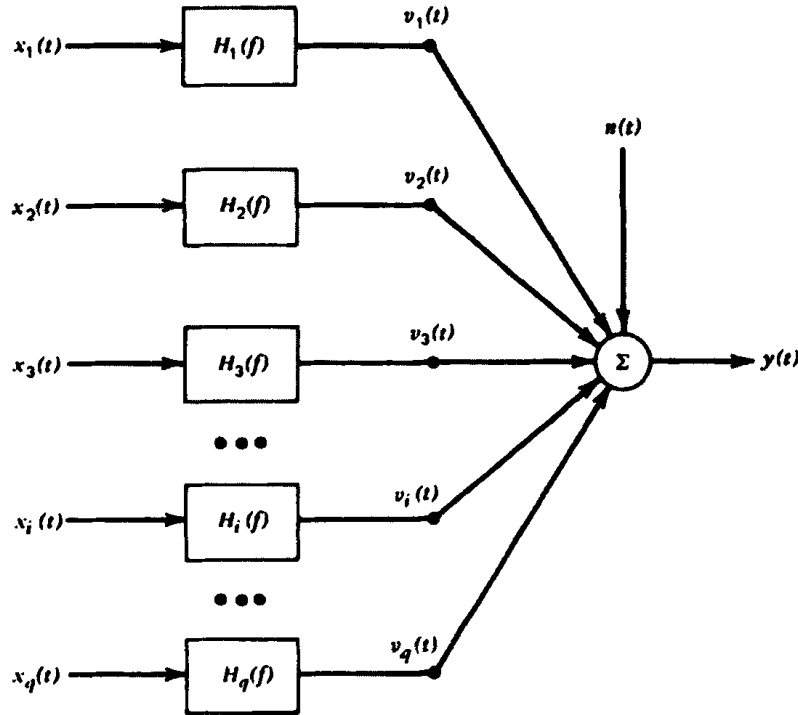 v₁(t)
x₁(t) H₁(f)
n(t)
v₂(t)
x₂(t) H₂(f)
v₃(t)
x₃(t) H₃(f) Σ y(t)
•••
vᵢ(t)
xᵢ(t) Hᵢ(f)
•••
v_q(t)
x_q(t) H_q(f)